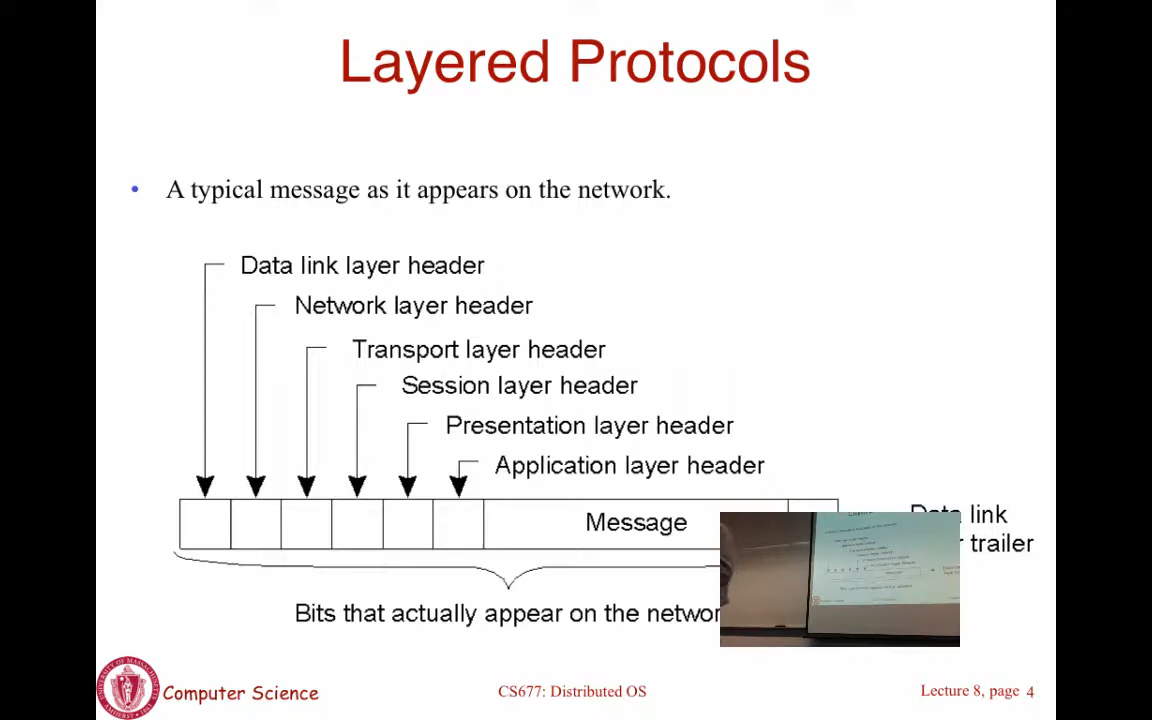 Layered Protocols
• A typical message as it appears on the network.
Data link layer header
Network layer header
Transport layer header
Session layer header
Presentation layer header
Application layer header
Message
Data link
trailer
Bits that actually appear on the
Computer Science
CS677: Distributed OS
Lecture 8, page 4